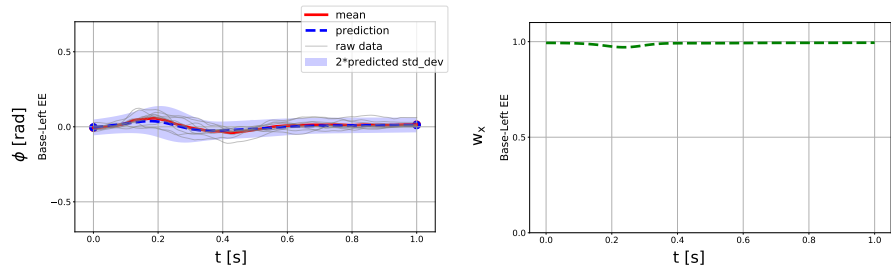 mean
prediction
raw data
2*predicted std_dev
ϕ [rad]
Base-Left EE
0.5
0.0
−0.5
0.0 0.2 0.4 0.6 0.8 1.0
t [s]
w_x
Base-Left EE
1.0
0.5
0.0
0.0 0.2 0.4 0.6 0.8 1.0
t [s]